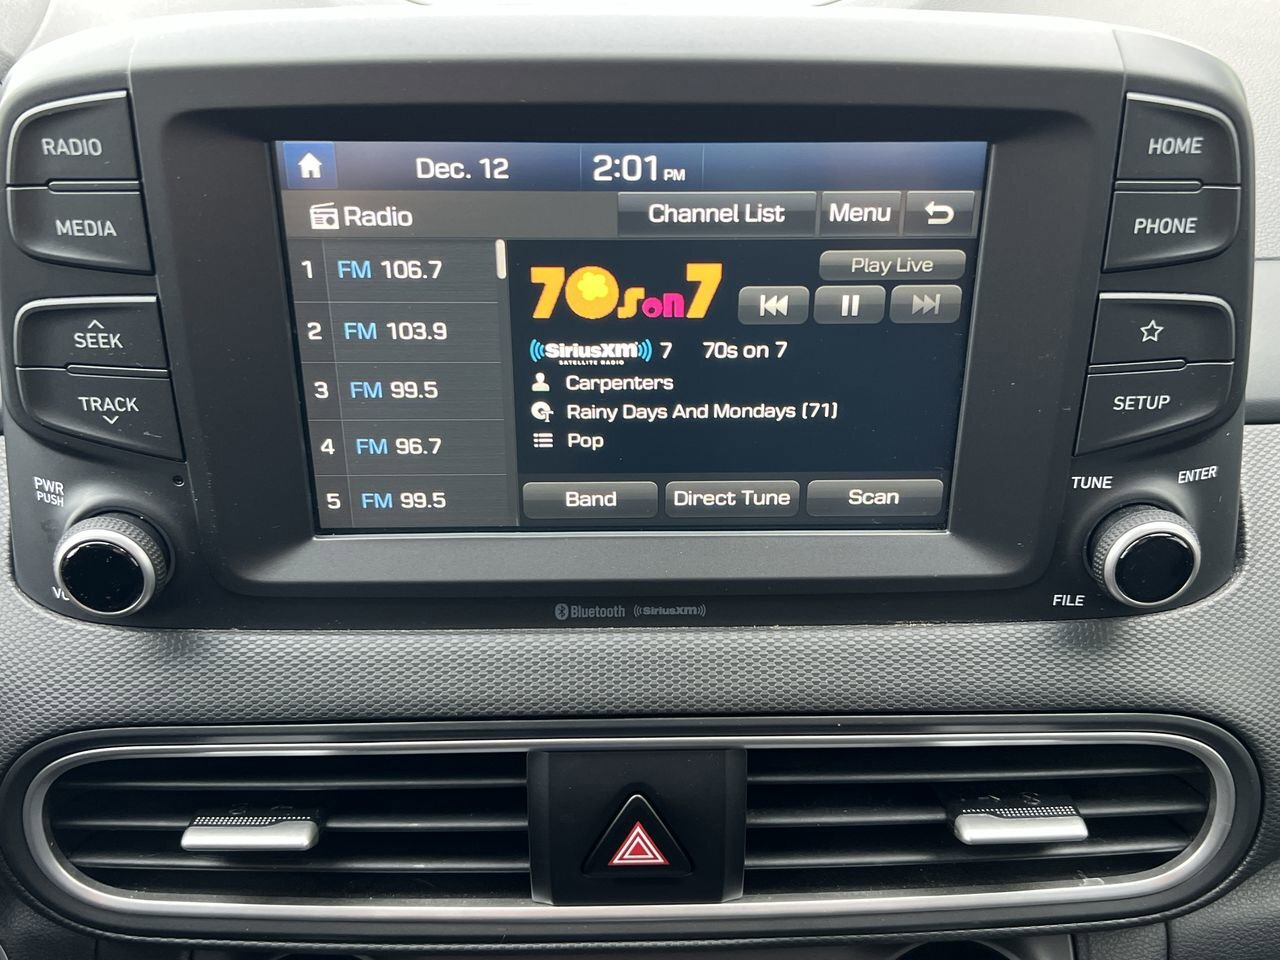 RADIO
MEDIA
SEEK
TRACK
PWR
PUSH
Dec. 12
2:01 PM
Radio
Channel List
Menu
1 FM 106.7
2 FM 103.9
3 FM 99.5
4 FM 96.7
5 FM 99.5
70s on 7
Play Live
((SiriusXM)) 7 70s on 7
SATELLITE RADIO
Carpenters
Rainy Days And Mondays (71)
Pop
Band
Direct Tune
Scan
HOME
PHONE
SETUP
TUNE
ENTER
FILE
Bluetooth ((SiriusXM))